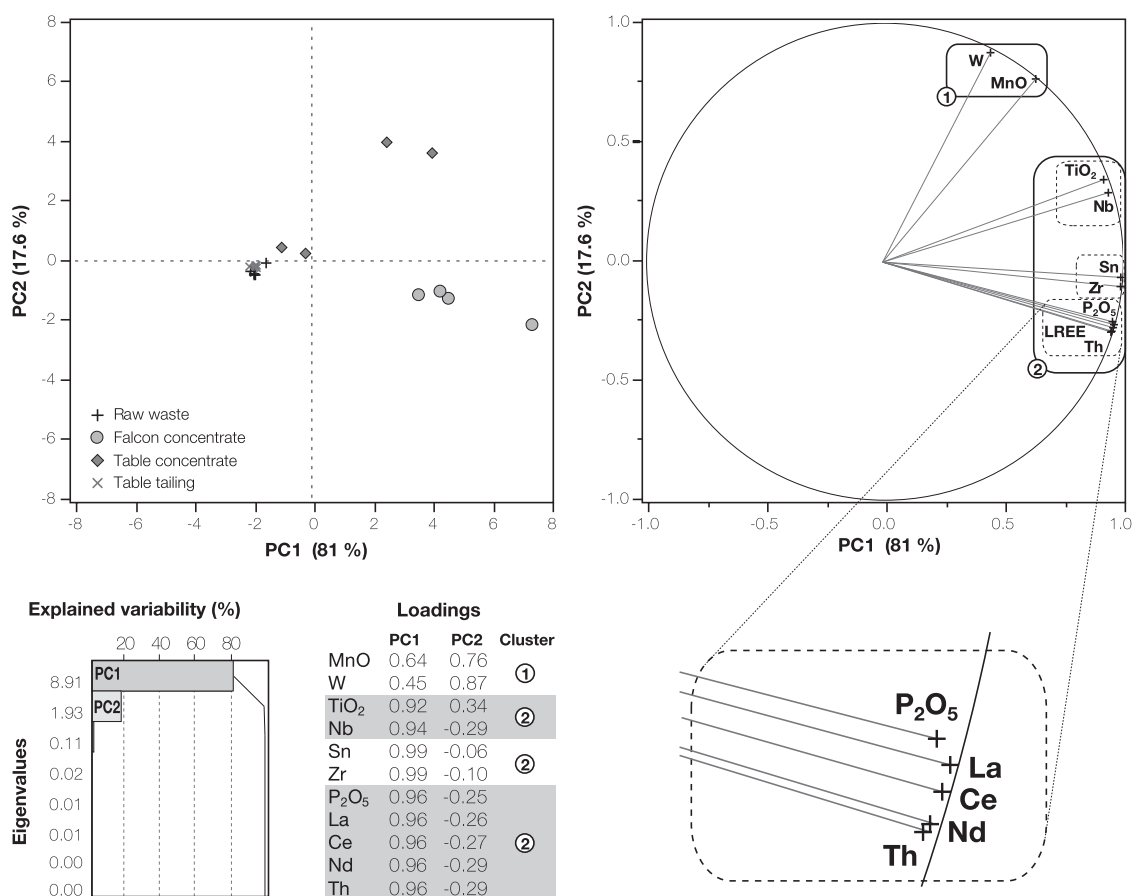 8
6
4
2
0
-2
-4
-6
-8
PC2 (17.6 %)
+ Raw waste
Falcon concentrate
Table concentrate
× Table tailing
-8 -6 -4 -2 0 2 4 6 8
PC1 (81 %)
1.0
0.5
0.0
-0.5
-1.0
PC2 (17.6 %)
W
MnO
1
TiO₂
Nb
Sn
Zr
P₂O₅
LREE
Th
2
-1.0 -0.5 0.0 0.5 1.0
PC1 (81 %)
Explained variability (%)
20 40 60 80
PC1
PC2
Eigenvalues
8.91
1.93
0.11
0.02
0.01
0.01
0.00
0.00
Loadings
PC1 PC2 Cluster
MnO 0.64 0.76
1
W 0.45 0.87
TiO₂ 0.92 0.34
2
Nb 0.94 -0.29
Sn 0.99 -0.06
2
Zr 0.99 -0.10
P₂O₅ 0.96 -0.25
La 0.96 -0.26
Ce 0.96 -0.27 2
Nd 0.96 -0.29
Th 0.96 -0.29
P₂O₅
La
Ce
Nd
Th